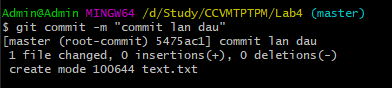 Admin@Admin MINGW64 /d/Study/CCVMTPTPM/Lab4 (master)
$ git commit -m "commit lan dau"
[master (root-commit) 5475ac1] commit lan dau
 1 file changed, 0 insertions(+), 0 deletions(-)
 create mode 100644 text.txt